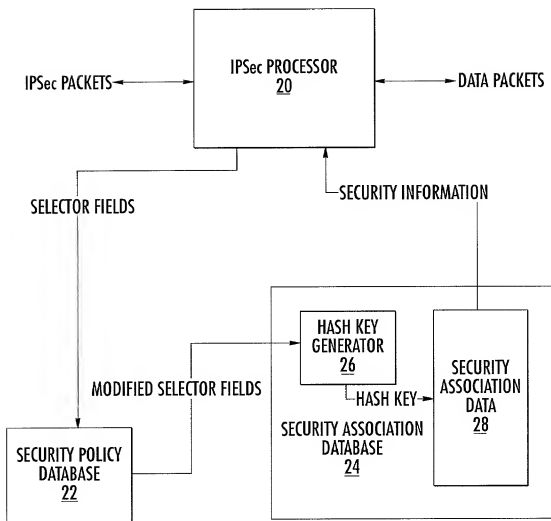 IPSec PROCESSOR
20
IPSec PACKETS
DATA PACKETS
SELECTOR FIELDS
SECURITY INFORMATION
HASH KEY
GENERATOR
26
MODIFIED SELECTOR FIELDS
HASH KEY
SECURITY
ASSOCIATION
DATA
28
SECURITY ASSOCIATION
DATABASE
24
SECURITY POLICY
DATABASE
22